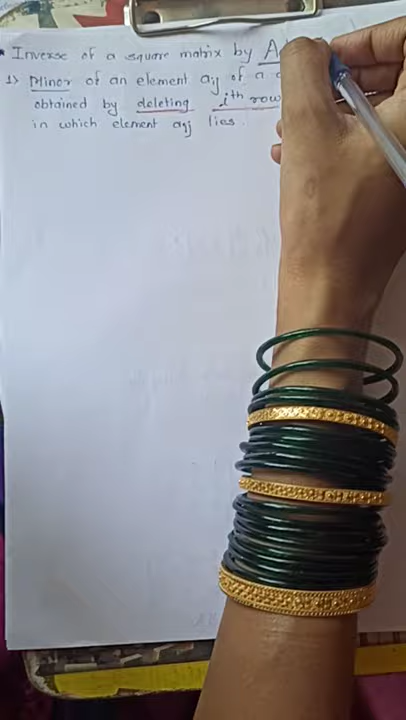 Inverse of a square matrix by A
1) Minor of an element aij of a
obtained by deleting ith row
in which element aij lies.